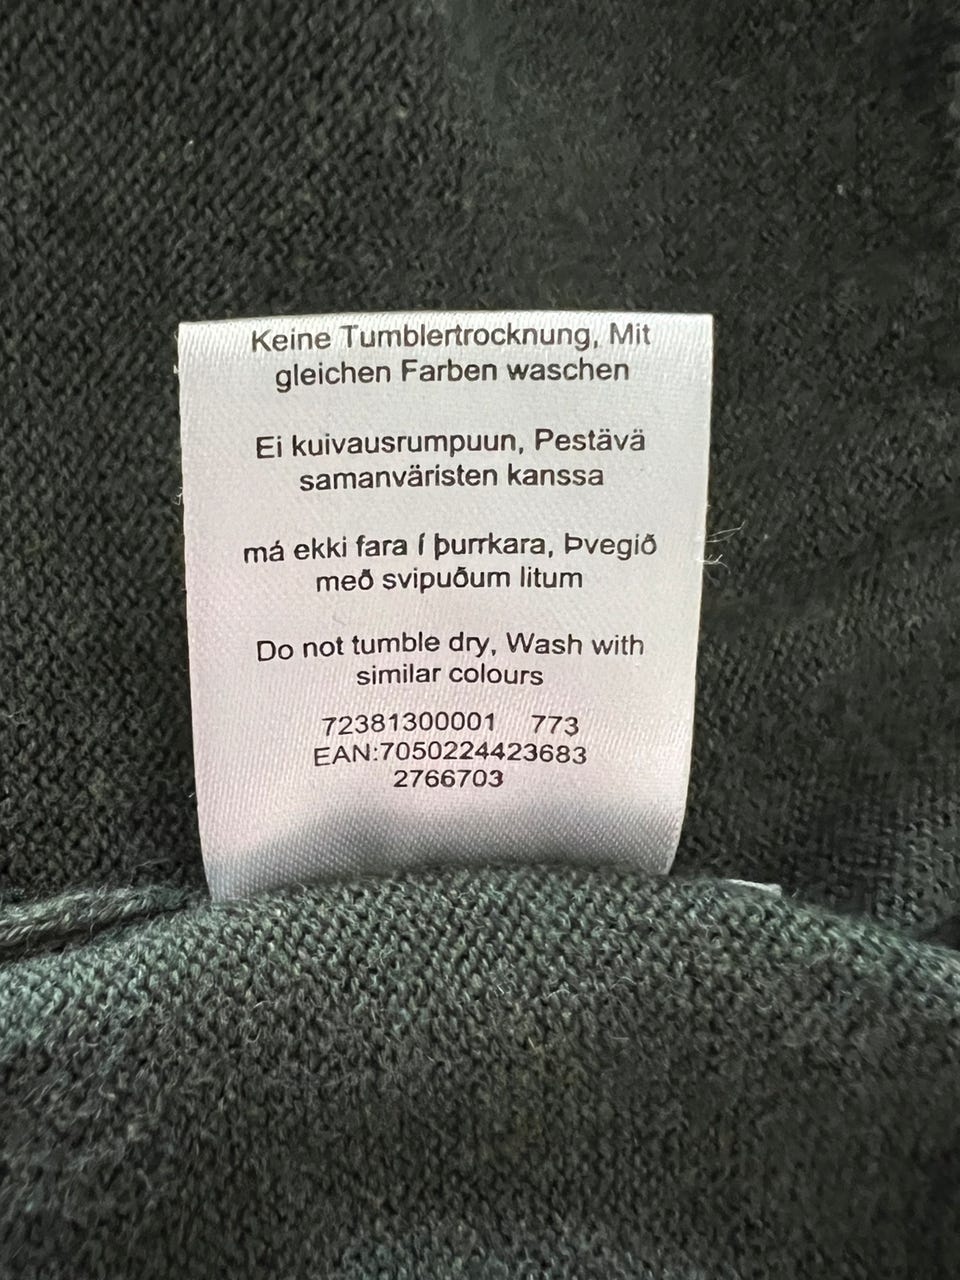 Keine Tumblertrocknung, Mit
gleichen Farben waschen
Ei kuivausrumpuun, Pestävä
samanväristen kanssa
má ekki fara í þurrkara, Þvegið
með svipuðum litum
Do not tumble dry, Wash with
similar colours
72381300001 773
EAN:7050224423683
2766703